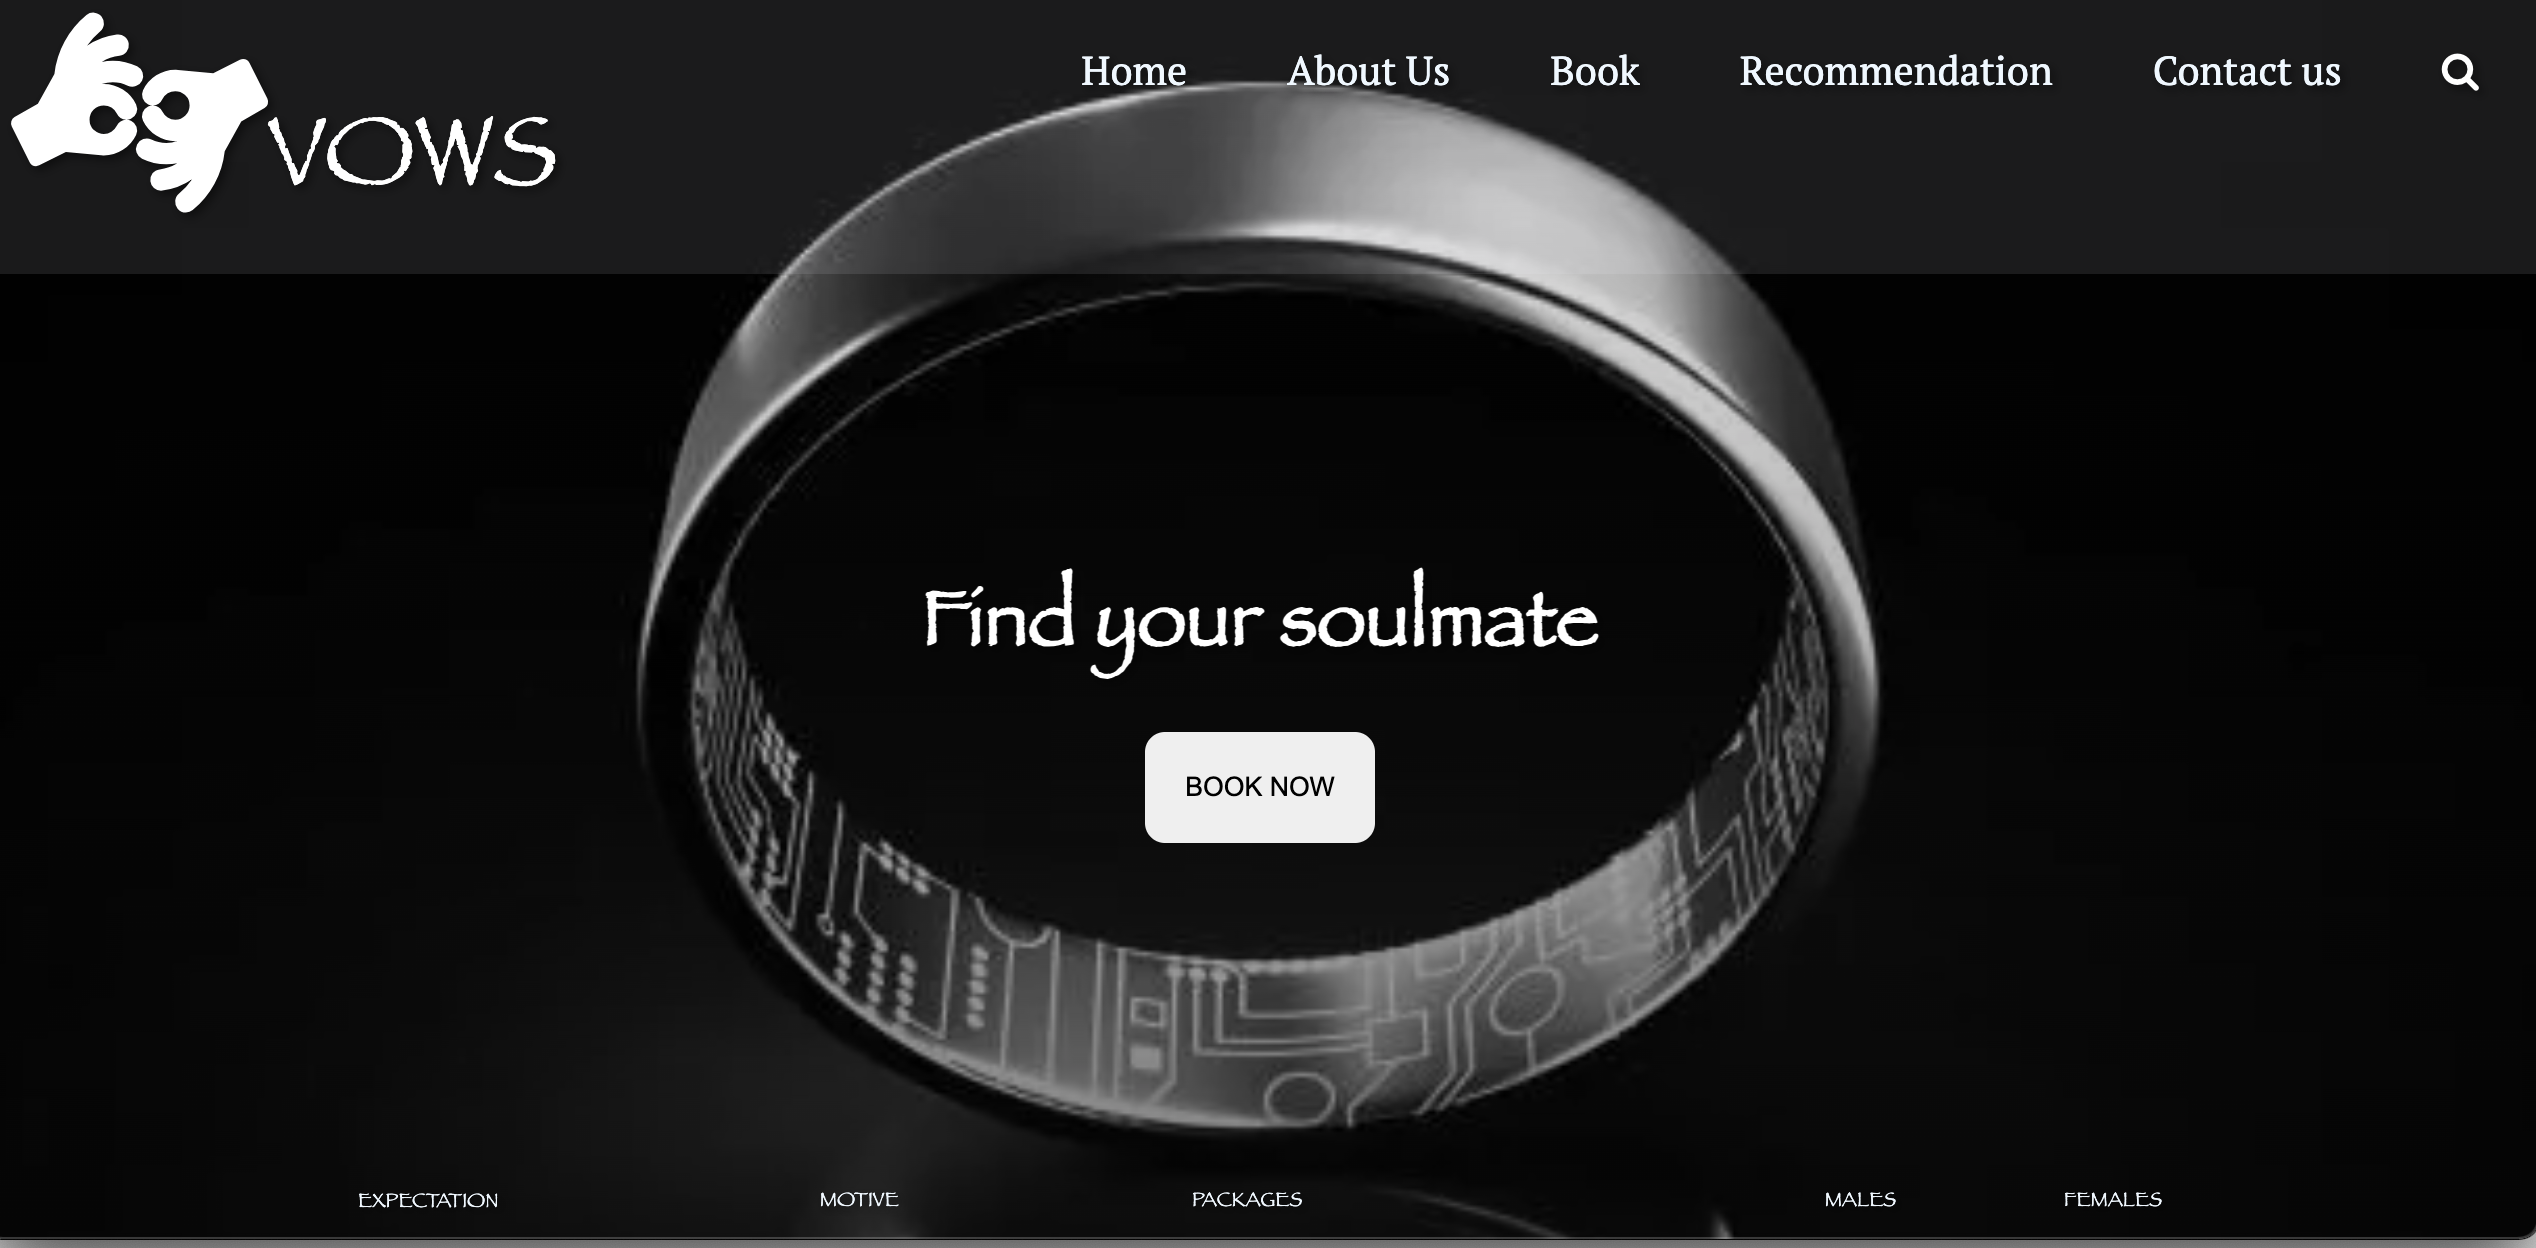 Home About Us Book Recommendation Contact us
VOWS
Find your soulmate
BOOK NOW
EXPECTATION MOTIVE PACKAGES MALES FEMALES